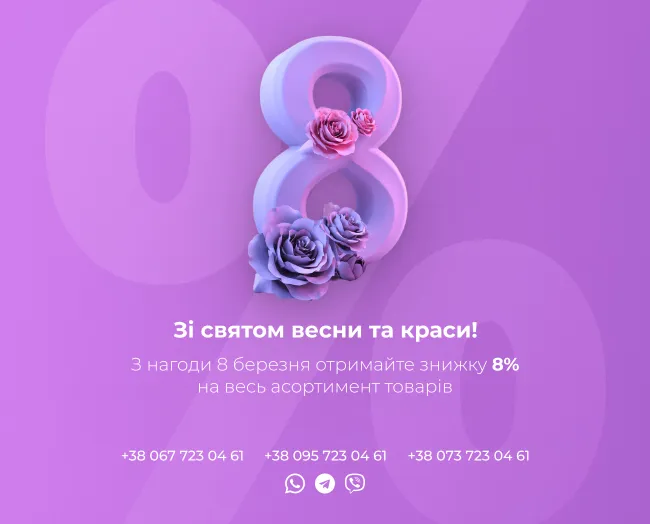 8
%
Зі святом весни та краси!
З нагоди 8 березня отримайте знижку 8%
на весь асортимент товарів
+38 067 723 04 61 +38 095 723 04 61 +38 073 723 04 61